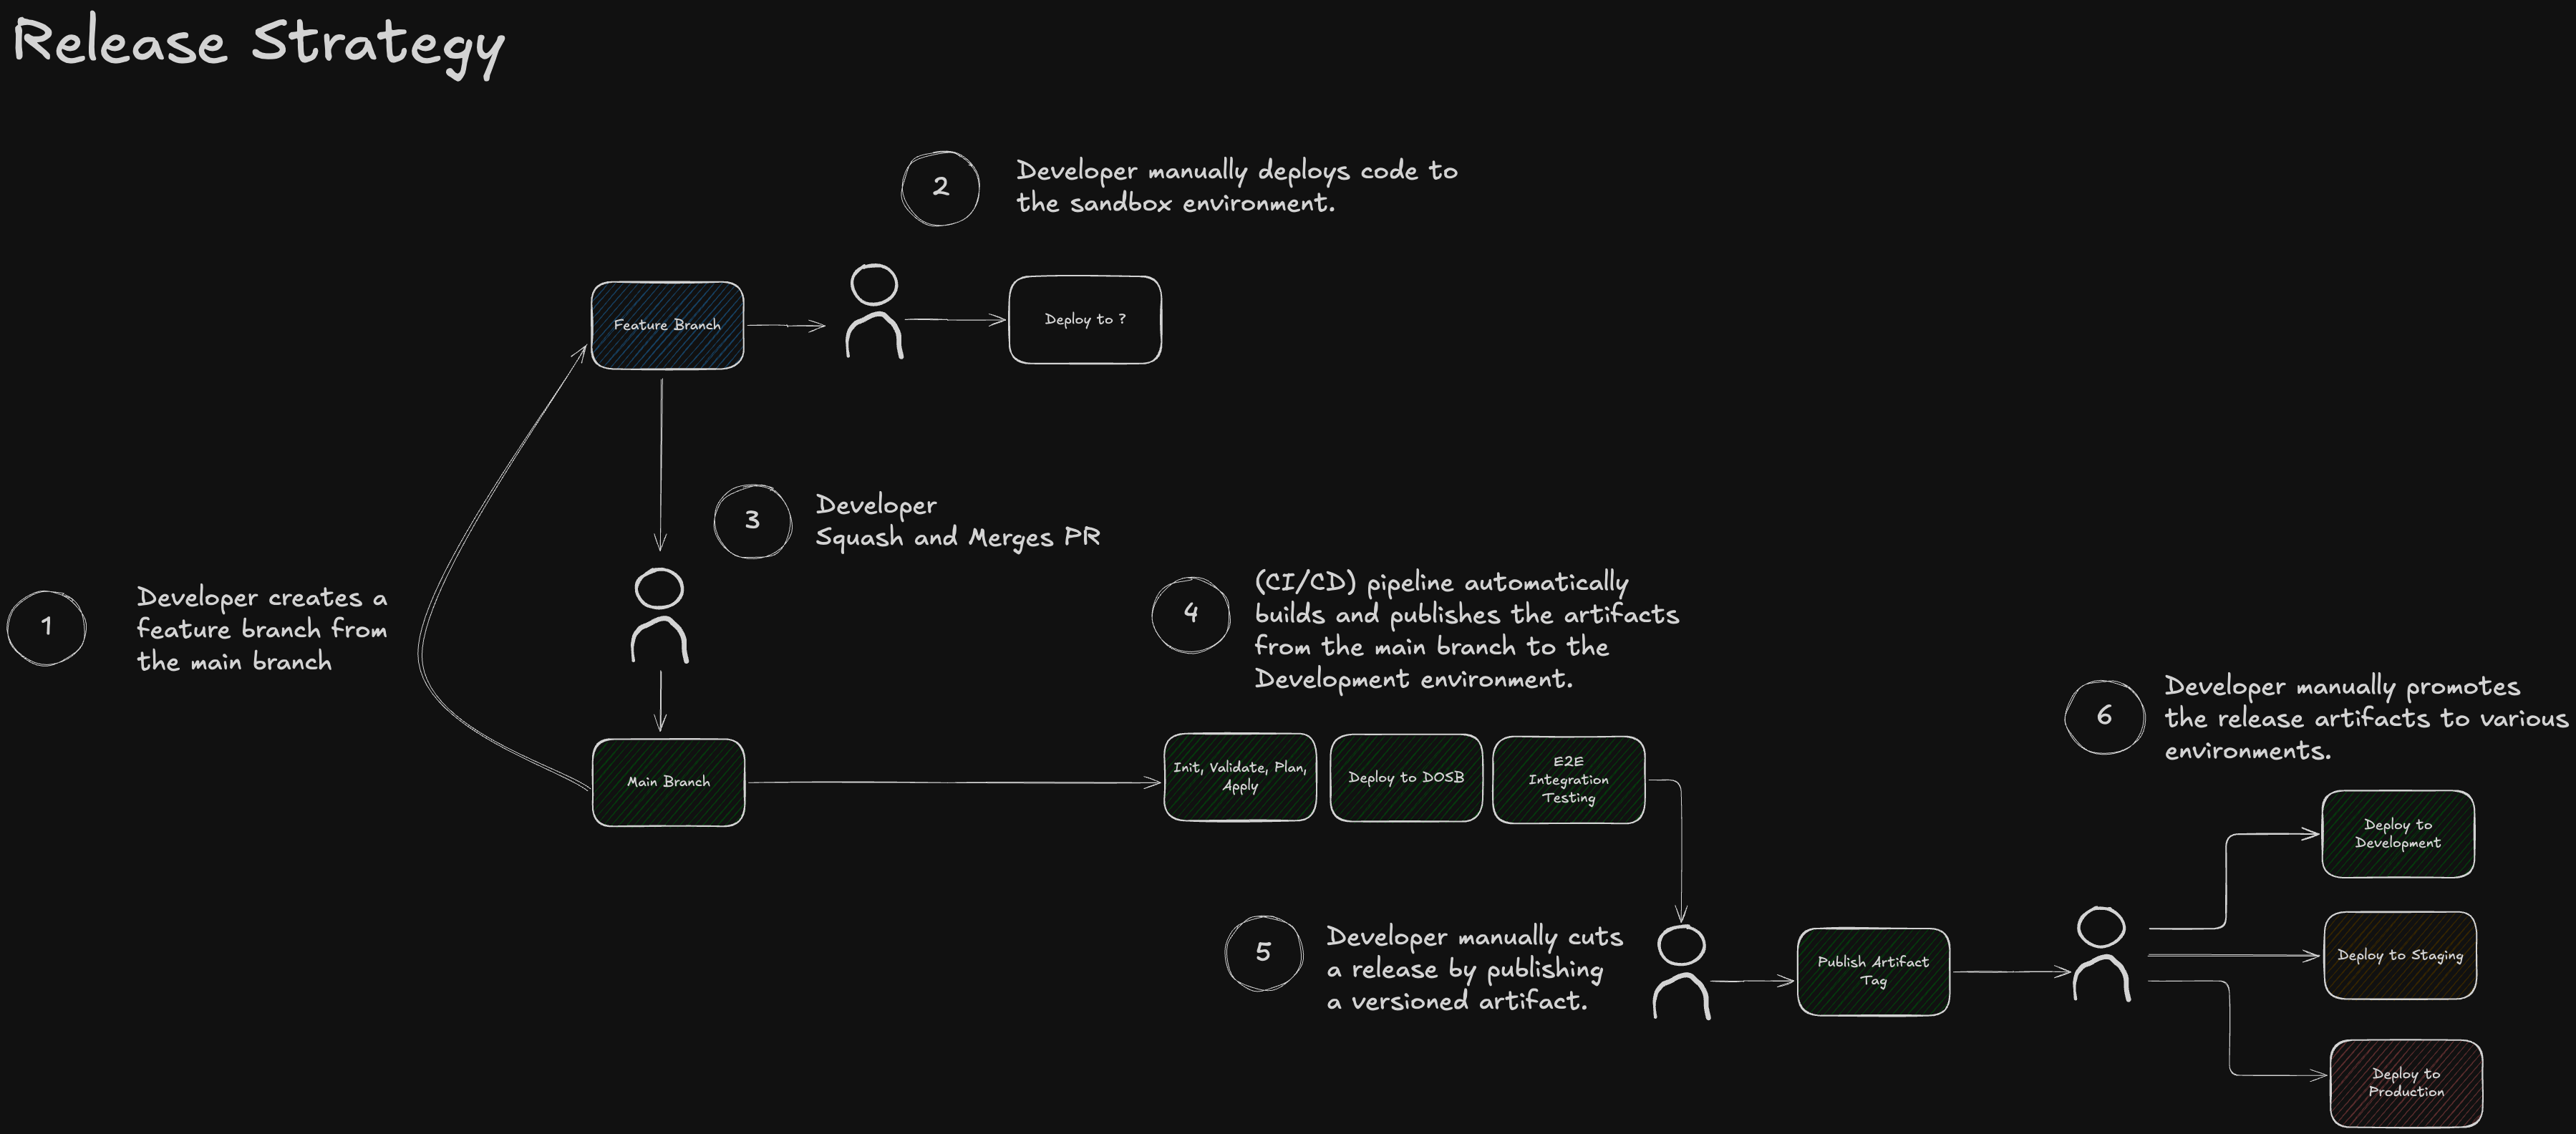 Release Strategy
2
Developer manually deploys code to
the sandbox environment.
Feature Branch
Deploy to ?
3
Developer
Squash and Merges PR
1
Developer creates a
feature branch from
the main branch
4
(CI/CD) pipeline automatically
builds and publishes the artifacts
from the main branch to the
Development environment.
Main Branch
Init, Validate, Plan,
Apply
Deploy to DOSB
E2E
Integration
Testing
6
Developer manually promotes
the release artifacts to various
environments.
5
Developer manually cuts
a release by publishing
a versioned artifact.
Publish Artifact
Tag
Deploy to
Development
Deploy to Staging
Deploy to
Production